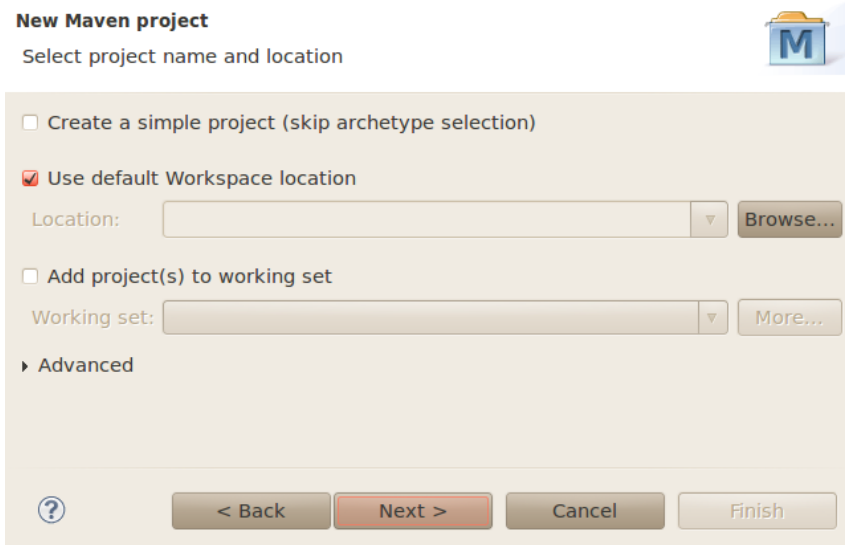 New Maven project
Select project name and location
M
Create a simple project (skip archetype selection)
Use default Workspace location
Location:
Browse...
Add project(s) to working set
Working set:
More...
Advanced
?
< Back
Next >
Cancel
Finish